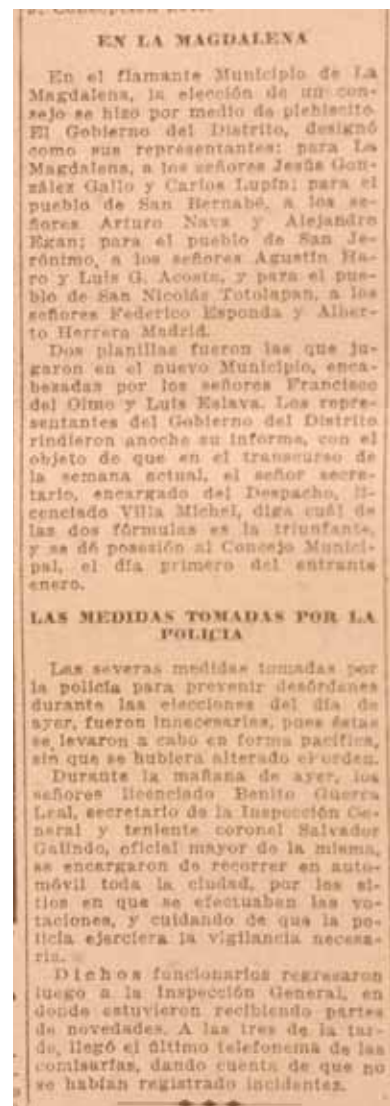 EN LA MAGDALENA
En el flamante Municipio de La
Magdalena, la elección de un con-
sejo se hizo por medio de plebiscito.
El Gobierno del Distrito, designó
como sus representantes: para La
Magdalena, a los señores Jesús Gon-
zález Gallo y Carlos Lupín; para el
pueblo de San Bernabé, a los se-
ñores Arturo Nava y Alejandro
Egan; para el pueblo de San Je-
rónimo, a los señores Agustín Ha-
ro y Luis G. Acosta, y para el pue-
blo de San Nicolás Totolapan, a los
señores Federico Esponda y Alber-
to Herrera Madrid.
Dos planillas fueron las que ju-
garon en el nuevo Municipio, enca-
bezadas por los señores Francisco
del Olmo y Luis Eslava. Los repre-
sentantes del Gobierno del Distrito
rindieron anoche su informe, con el
objeto de que en el transcurso de
la semana actual, el señor secre-
tario, encargado del Despacho, li-
cenciado Villa Michel, diga cuál de
las dos fórmulas es la triunfante,
y se dé posesión al Concejo Munici-
pal, el día primero del entrante
enero.
LAS MEDIDAS TOMADAS POR LA
POLICIA
Las severas medidas tomadas por
la policía para prevenir desórdenes
durante las elecciones del día de
ayer, fueron innecesarias, pues éstas
se levaron a cabo en forma pacífica,
sin que se hubiera alterado el orden.
Durante la mañana de ayer, los
señores licenciado Benito Guerra
Leal, secretario de la Inspección Ge-
neral y teniente coronel Salvador
Galindo, oficial mayor de la misma,
se encargaron de recorrer en auto-
móvil toda la ciudad, por los si-
tios en que se efectuaban las vo-
taciones, y cuidando de que la po-
licía ejerciera la vigilancia necesa-
ria.
Dichos funcionarios regresaron
luego a la Inspección General, en
donde estuvieron recibiendo partes
de novedades. A las tres de la tar-
de, llegó el último telefonema de las
comisarías, dando cuenta de que no
se habían registrado incidentes.